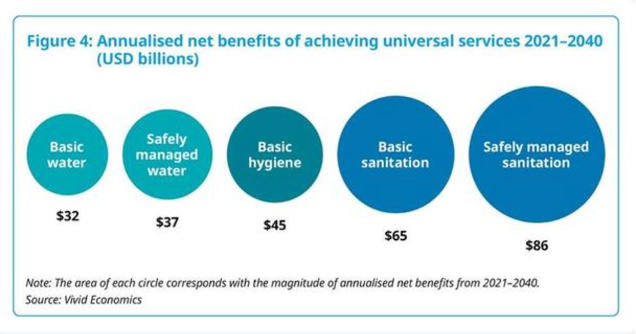 Figure 4: Annualised net benefits of achieving universal services 2021–2040
(USD billions)
Basic
water
$32
Safely
managed
water
$37
Basic
hygiene
$45
Basic
sanitation
$65
Safely managed
sanitation
$86
Note: The area of each circle corresponds with the magnitude of annualised net benefits from 2021–2040.
Source: Vivid Economics